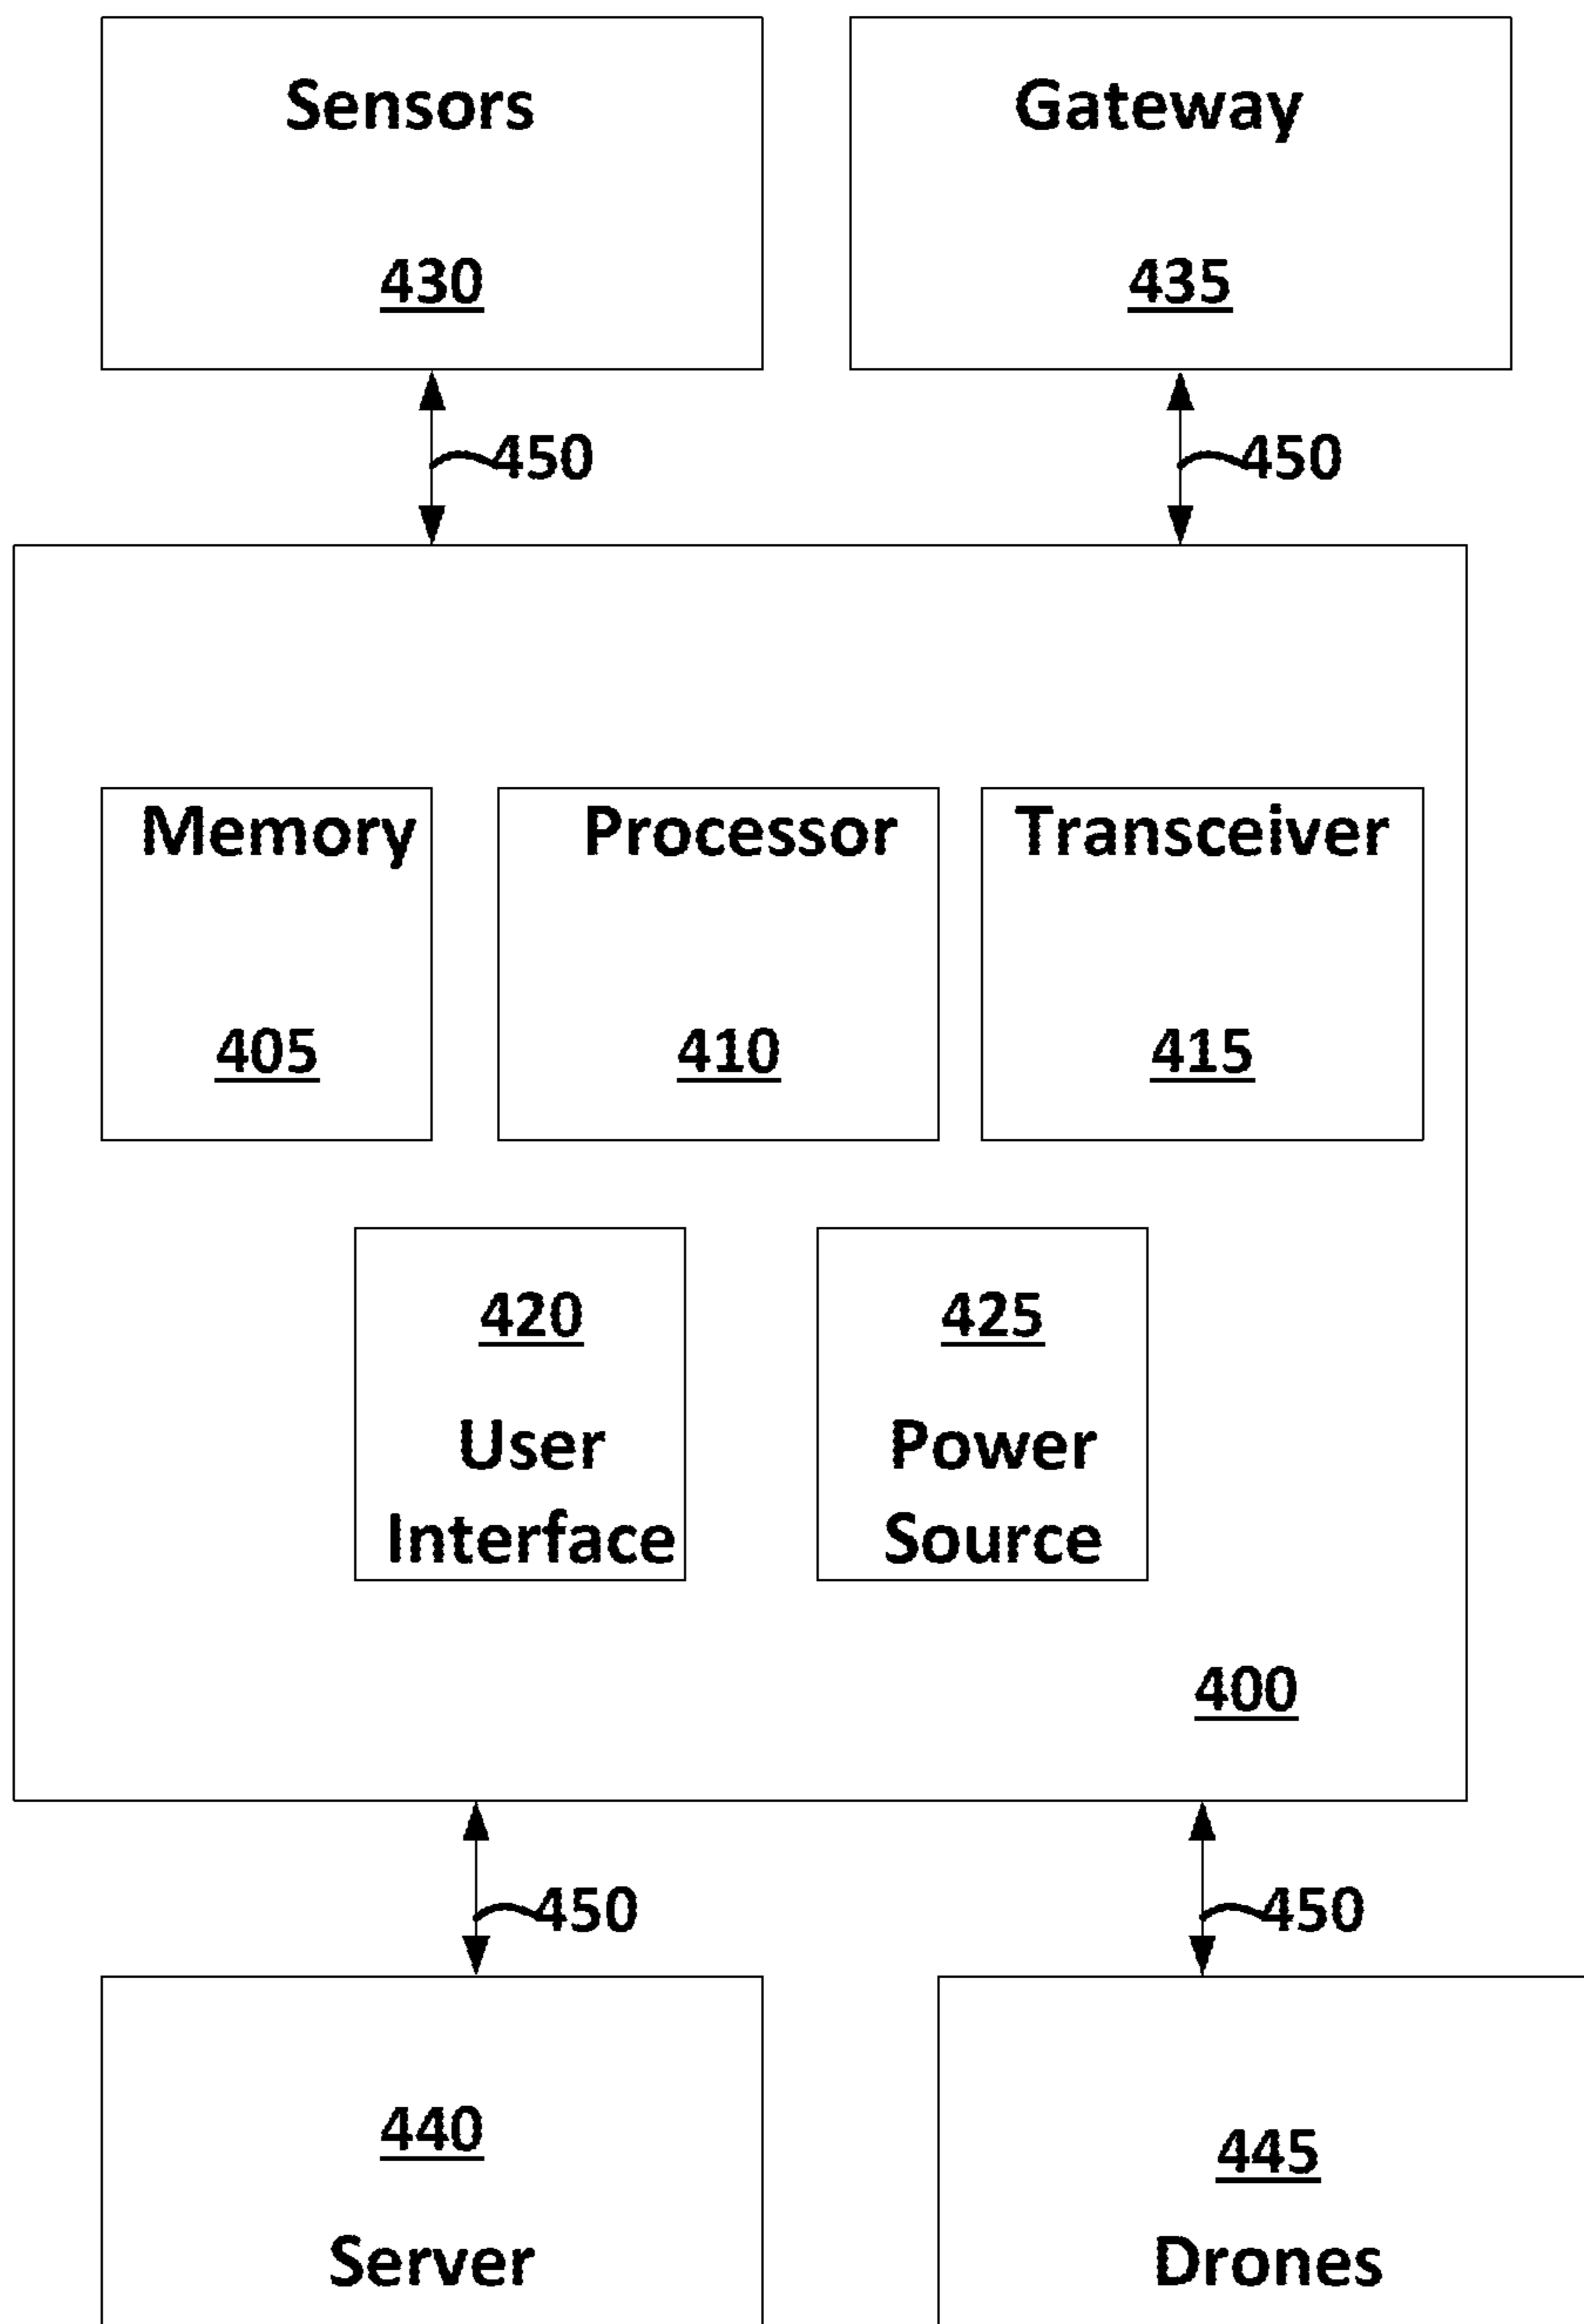 Sensors
430
Gateway
435
450
450
Memory
405
Processor
410
Transceiver
415
420
User
Interface
425
Power
Source
400
450
450
440
Server
445
Drones